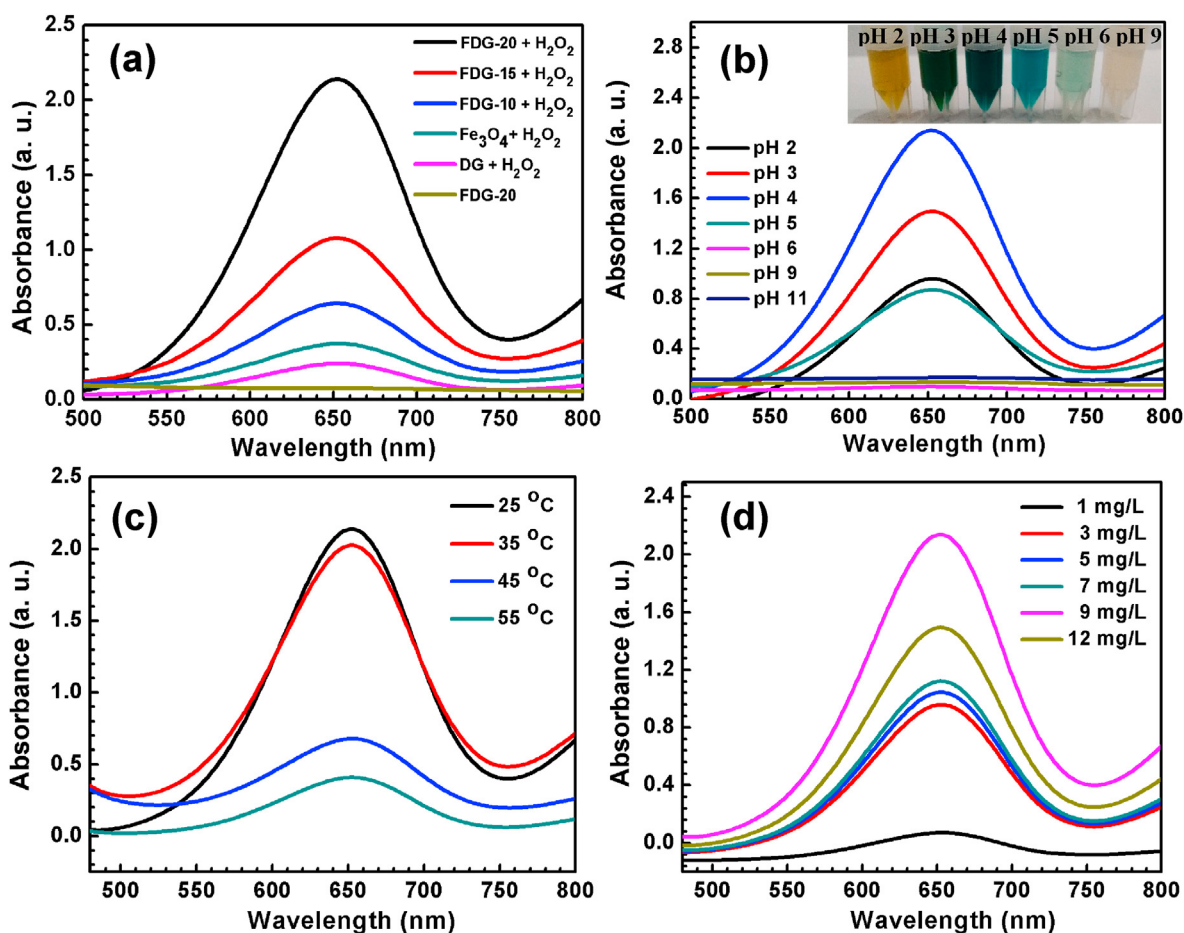 (a)
FDG-20 + H₂O₂
FDG-15 + H₂O₂
FDG-10 + H₂O₂
Fe₃O₄ + H₂O₂
DG + H₂O₂
FDG-20
2.5
2.0
1.5
1.0
0.5
0.0
Absorbance (a. u.)
500 550 600 650 700 750 800
Wavelength (nm)
(b)
pH 2 pH 3 pH 4 pH 5 pH 6 pH 9
pH 2
pH 3
pH 4
pH 5
pH 6
pH 9
pH 11
2.8
2.4
2.0
1.6
1.2
0.8
0.4
0.0
Absorbance (a. u.)
500 550 600 650 700 750 800
Wavelength (nm)
(c)
25 °C
35 °C
45 °C
55 °C
2.5
2.0
1.5
1.0
0.5
0.0
Absorbance (a. u.)
500 550 600 650 700 750 800
Wavelength (nm)
(d)
1 mg/L
3 mg/L
5 mg/L
7 mg/L
9 mg/L
12 mg/L
2.4
2.0
1.6
1.2
0.8
0.4
0.0
Absorbance (a. u.)
500 550 600 650 700 750 800
Wavelength (nm)